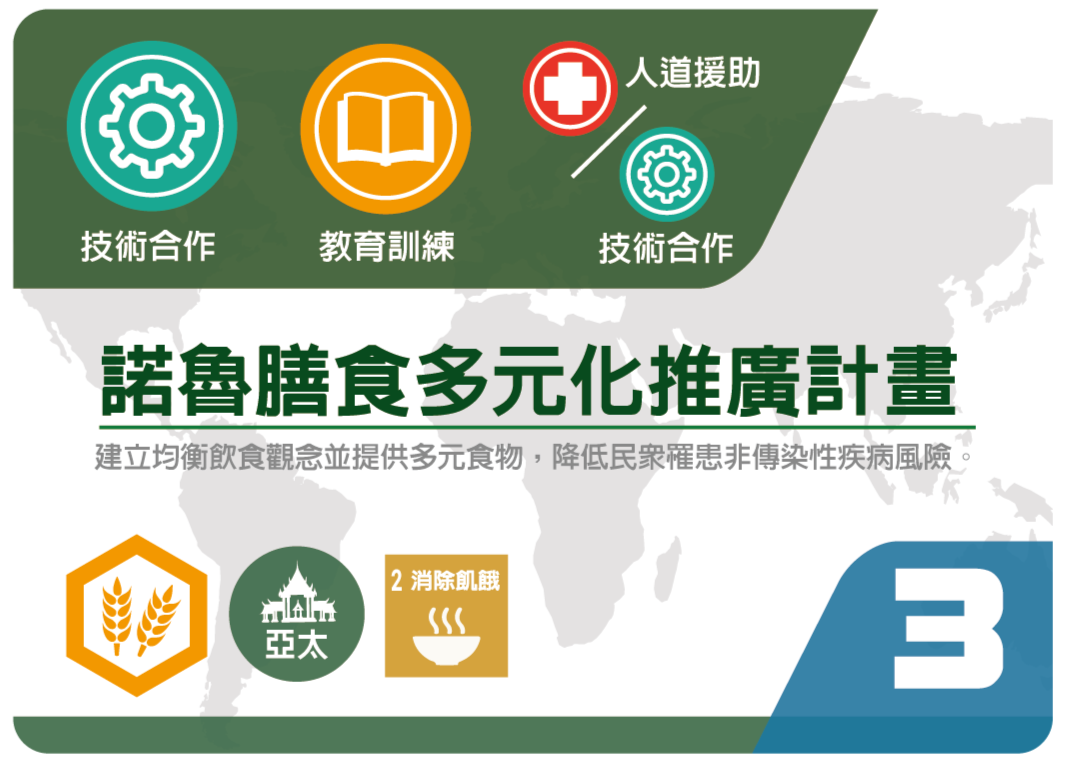 人道援助
技術合作
教育訓練
技術合作
諾魯膳食多元化推廣計畫
建立均衡飲食觀念並提供多元食物，降低民眾罹患非傳染性疾病風險。
2 消除飢餓
亞太
3